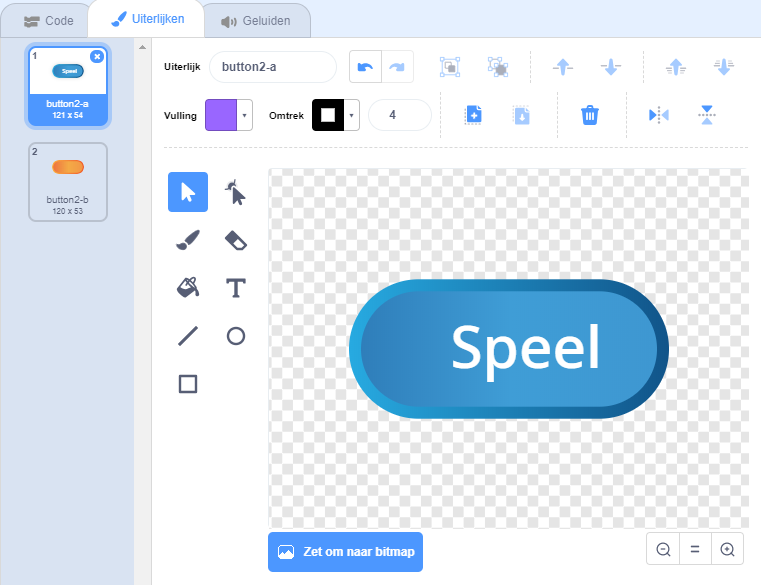 Code
Uiterlijken
Geluiden
1
Speel
button2-a
121 x 54
2
button2-b
120 x 53
Uiterlijk
button2-a
Vulling
Omtrek
4
T
Speel
Zet om naar bitmap